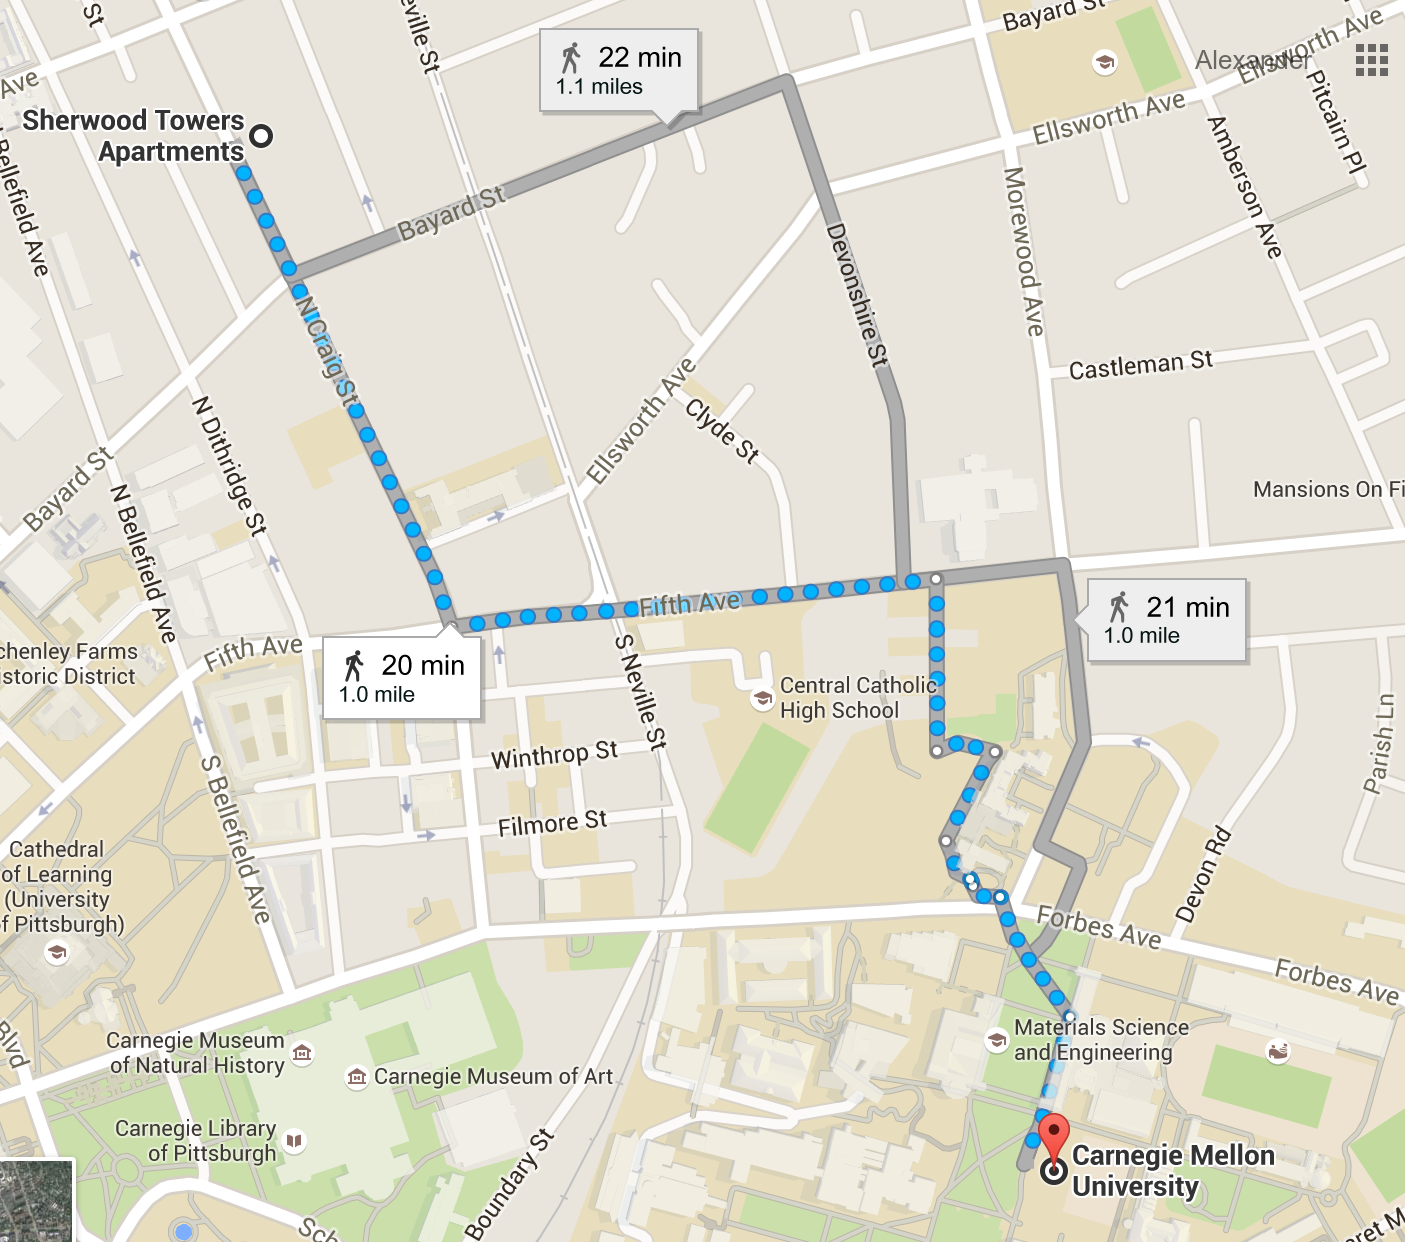 St
Ave
eville St
Bayard St
Ellsworth Ave
Alexander
22 min
1.1 miles
Sherwood Towers
Apartments
Bellefield Ave
Ellsworth Ave
Pitcairn Pl
Amberson Ave
Bayard St
Devonshire St
Morewood Ave
N Craig St
Castleman St
Ellsworth Ave
Clyde St
N Dithridge St
Bayard St
N Bellefield Ave
Mansions On Fi
Fifth Ave
21 min
1.0 mile
Fifth Ave
20 min
1.0 mile
S Neville St
chenley Farms
istoric District
Central Catholic
High School
Parish Ln
Winthrop St
S Bellefield Ave
Filmore St
Cathedral
of Learning
(University
of Pittsburgh)
Devon Rd
Forbes Ave
Forbes Ave
Blvd
Materials Science
and Engineering
Carnegie Museum
of Natural History
Carnegie Museum of Art
Carnegie Library
of Pittsburgh
Boundary St
Carnegie Mellon
University
Sch
aret M